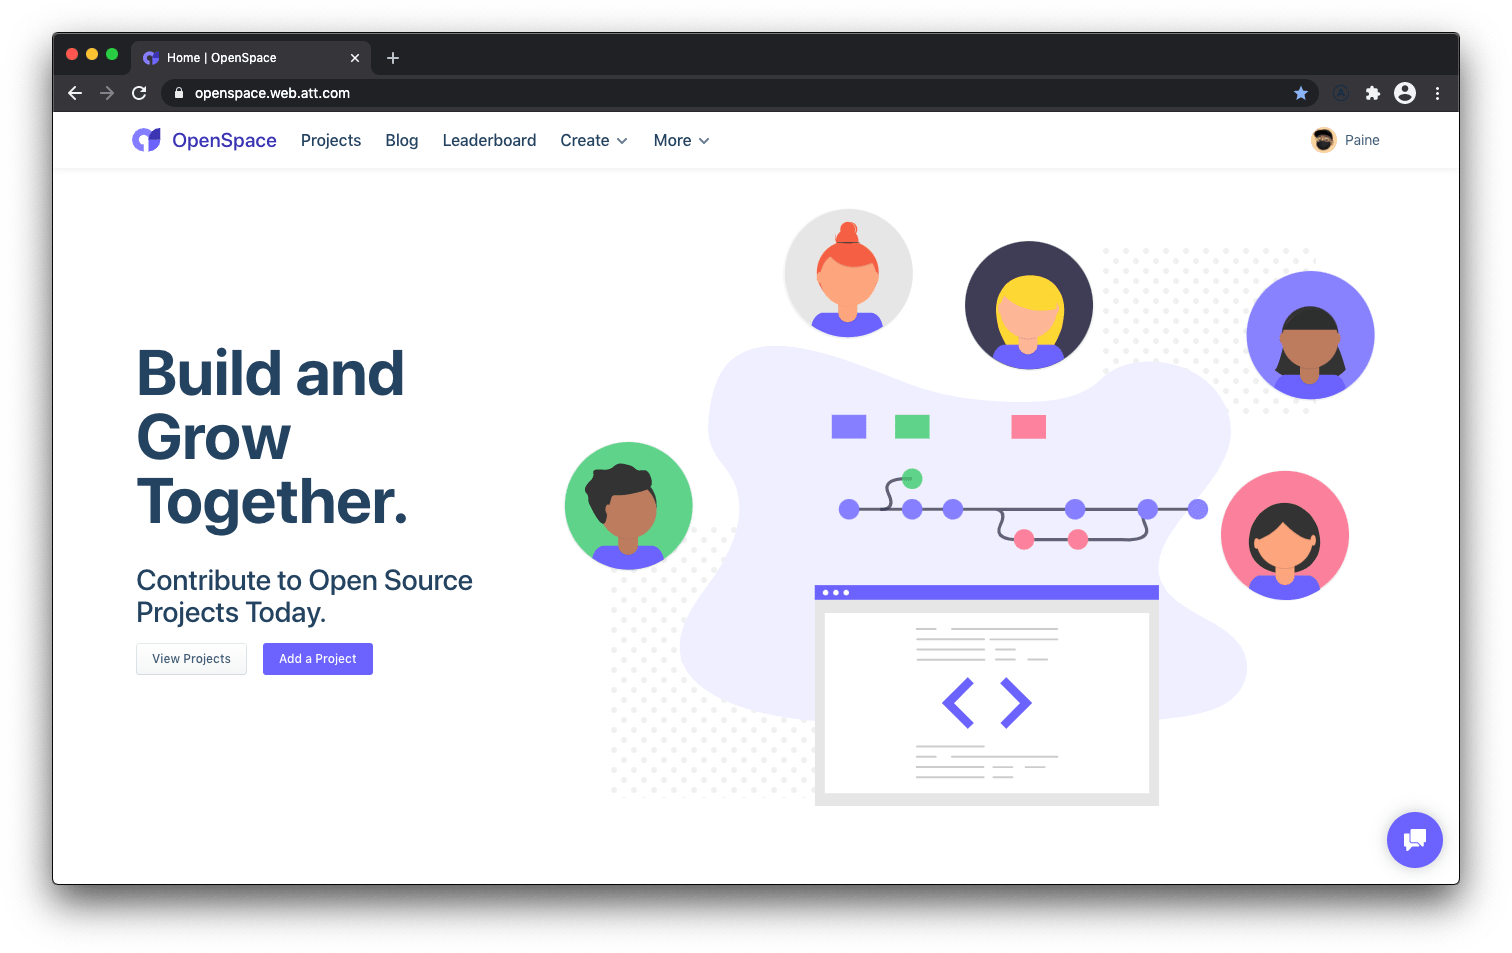 Home | OpenSpace
openspace.web.att.com
OpenSpace Projects Blog Leaderboard Create More Paine
Build and
Grow
Together.
Contribute to Open Source
Projects Today.
View Projects Add a Project